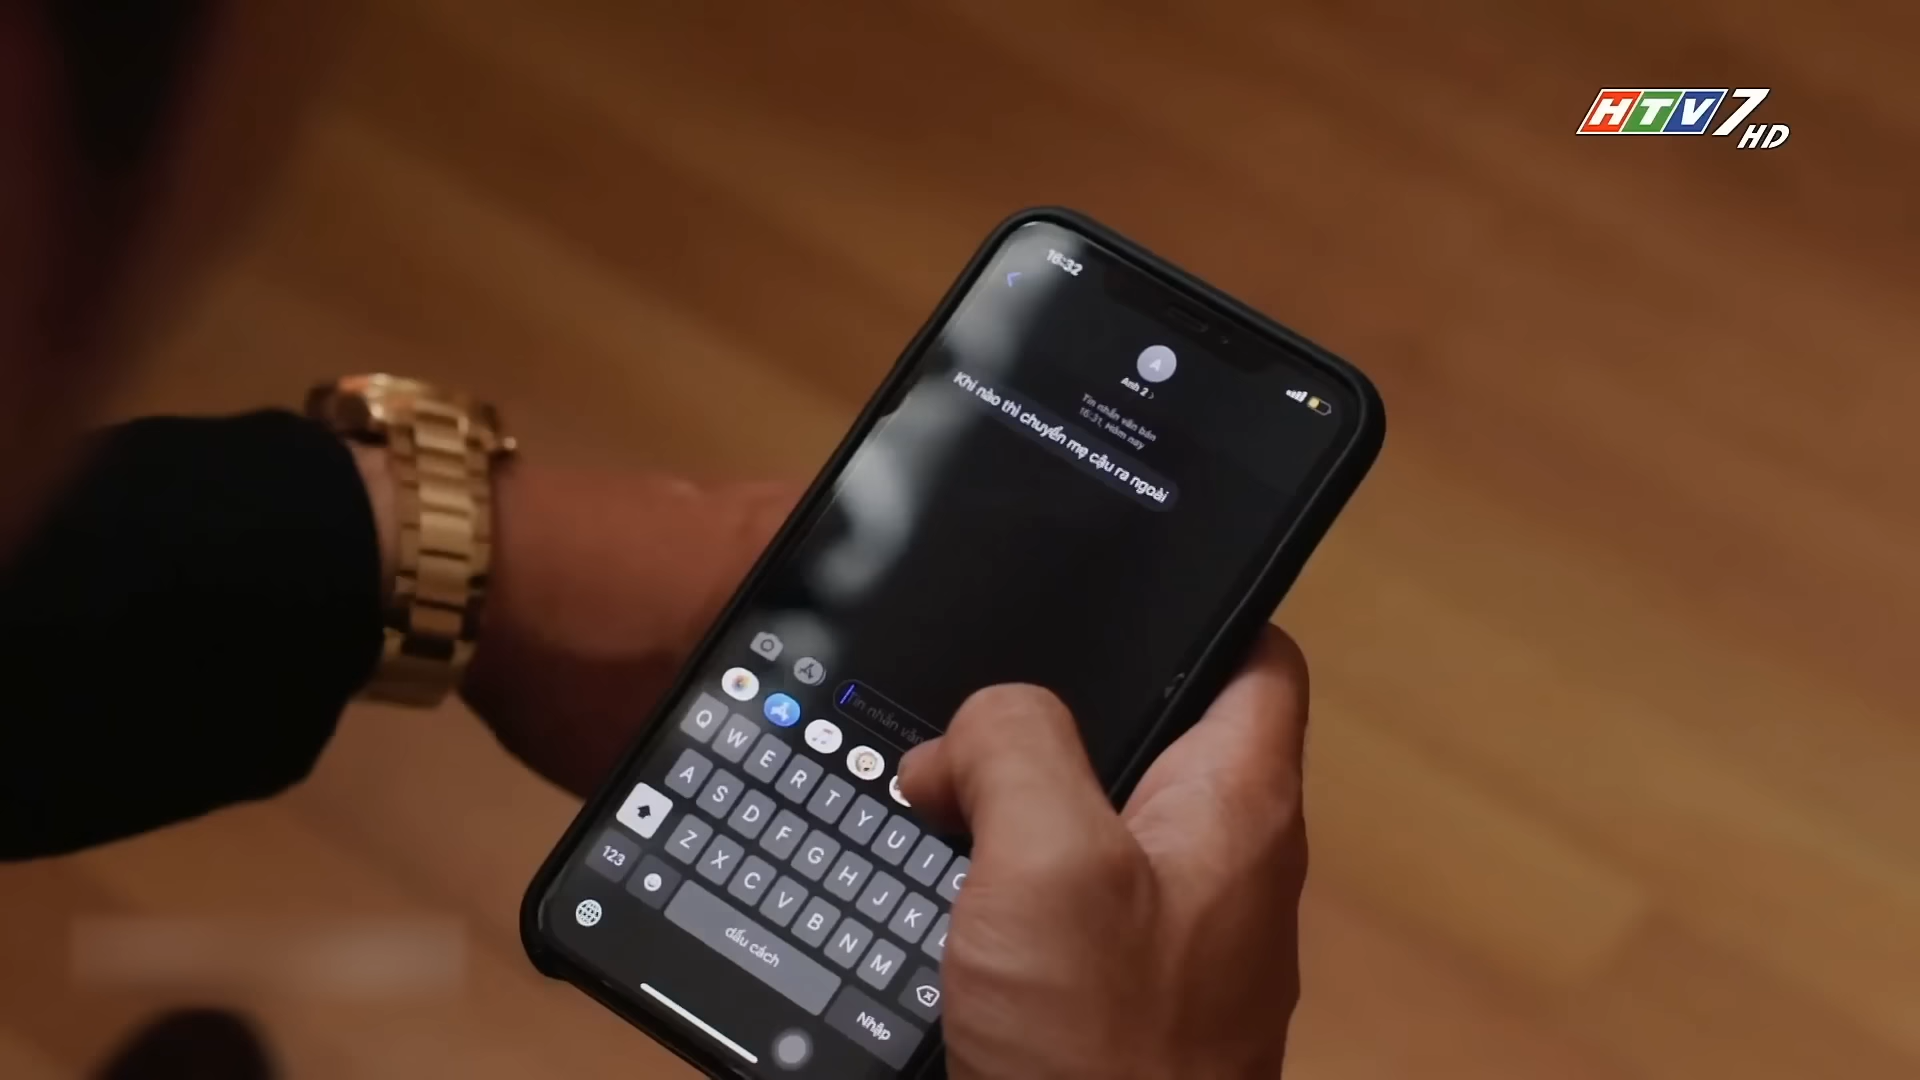 HTV7
HD
16:32
A
Anh 2 ›
Tin nhắn văn bản
16:31, Hôm nay
Khi nào thì chuyển mẹ cậu ra ngoài
Tin nhắn văn
Q W E R T Y U I
A S D F G H J K L
Z X C V B N M
123
dấu cách
Nhập